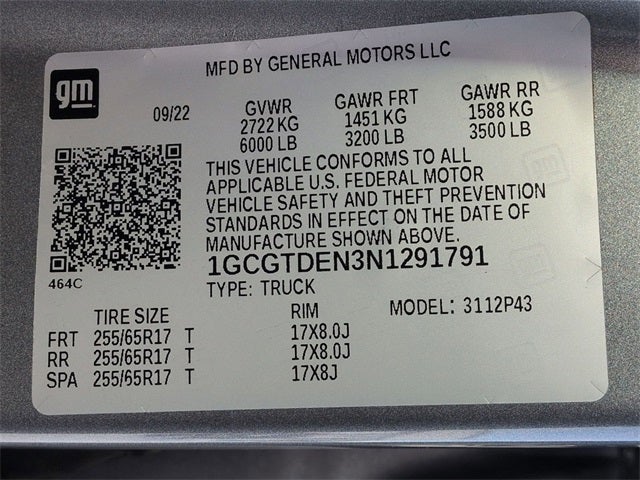 gm
MFD BY GENERAL MOTORS LLC
09/22
GVWR
2722 KG
6000 LB
GAWR FRT
1451 KG
3200 LB
GAWR RR
1588 KG
3500 LB
THIS VEHICLE CONFORMS TO ALL
APPLICABLE U.S. FEDERAL MOTOR
VEHICLE SAFETY AND THEFT PREVENTION
STANDARDS IN EFFECT ON THE DATE OF
MANUFACTURE SHOWN ABOVE.
1GCGTDEN3N1291791
464C
TYPE: TRUCK
TIRE SIZE RIM MODEL: 3112P43
FRT 255/65R17 T 17X8.0J
RR 255/65R17 T 17X8.0J
SPA 255/65R17 T 17X8J